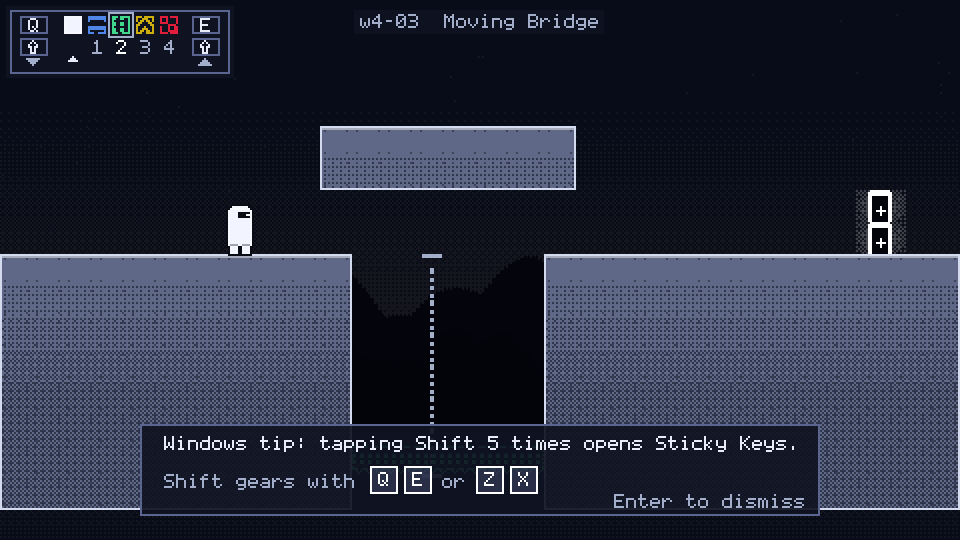 w4-03 Moving Bridge
Q E
1 2 3 4
Windows tip: tapping Shift 5 times opens Sticky Keys.
Shift gears with Q E or Z X
Enter to dismiss